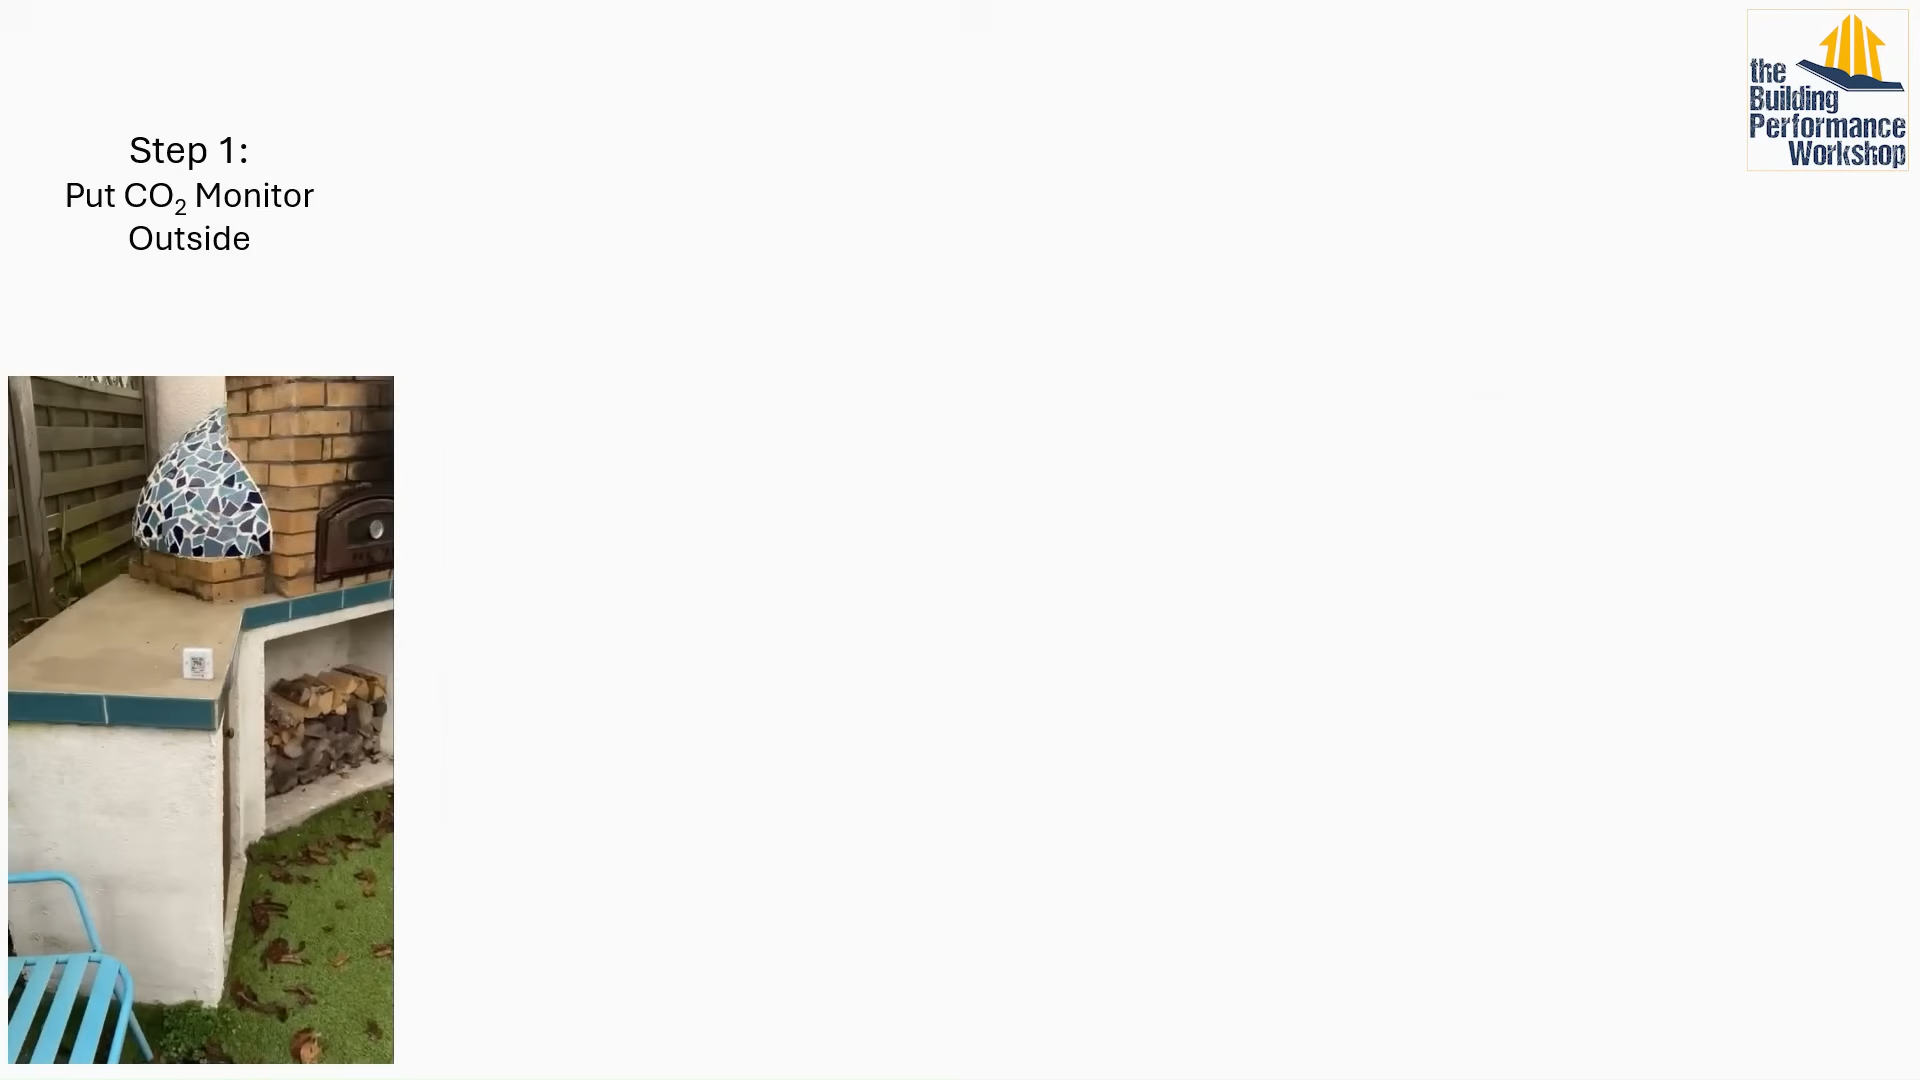 Step 1:
Put CO₂ Monitor
Outside
the
Building
Performance
Workshop